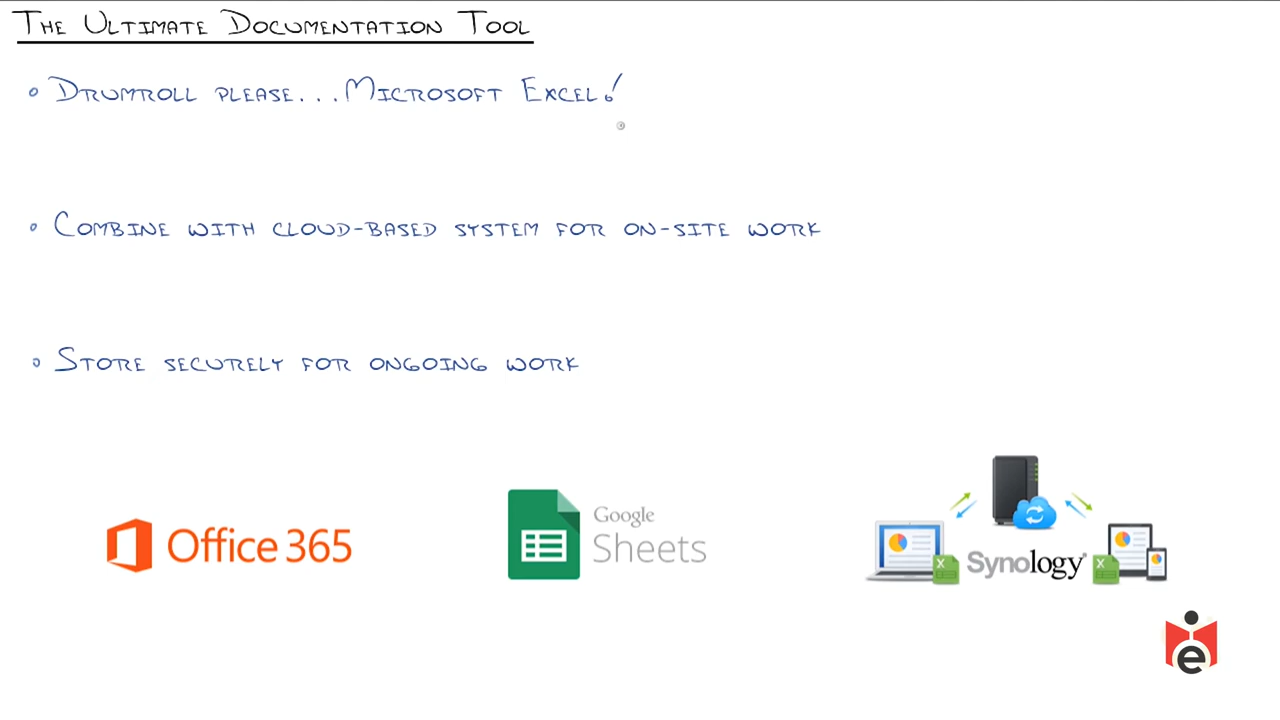 The Ultimate Documentation Tool
Drumroll please...Microsoft Excel!
Combine with cloud-based system for on-site work
Store securely for ongoing work
Office 365
Google
Sheets
X Synology X
e